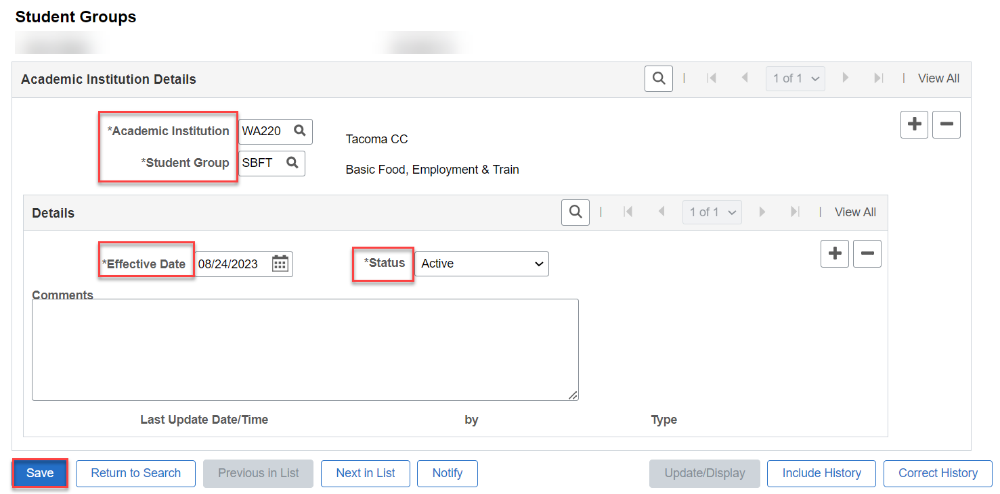 Student Groups
Academic Institution Details | 1 of 1 | View All
*Academic Institution WA220 Tacoma CC
*Student Group SBFT Basic Food, Employment & Train
Details | 1 of 1 | View All
*Effective Date 08/24/2023 *Status Active
Comments
Last Update Date/Time by Type
Save Return to Search Previous in List Next in List Notify Update/Display Include History Correct History